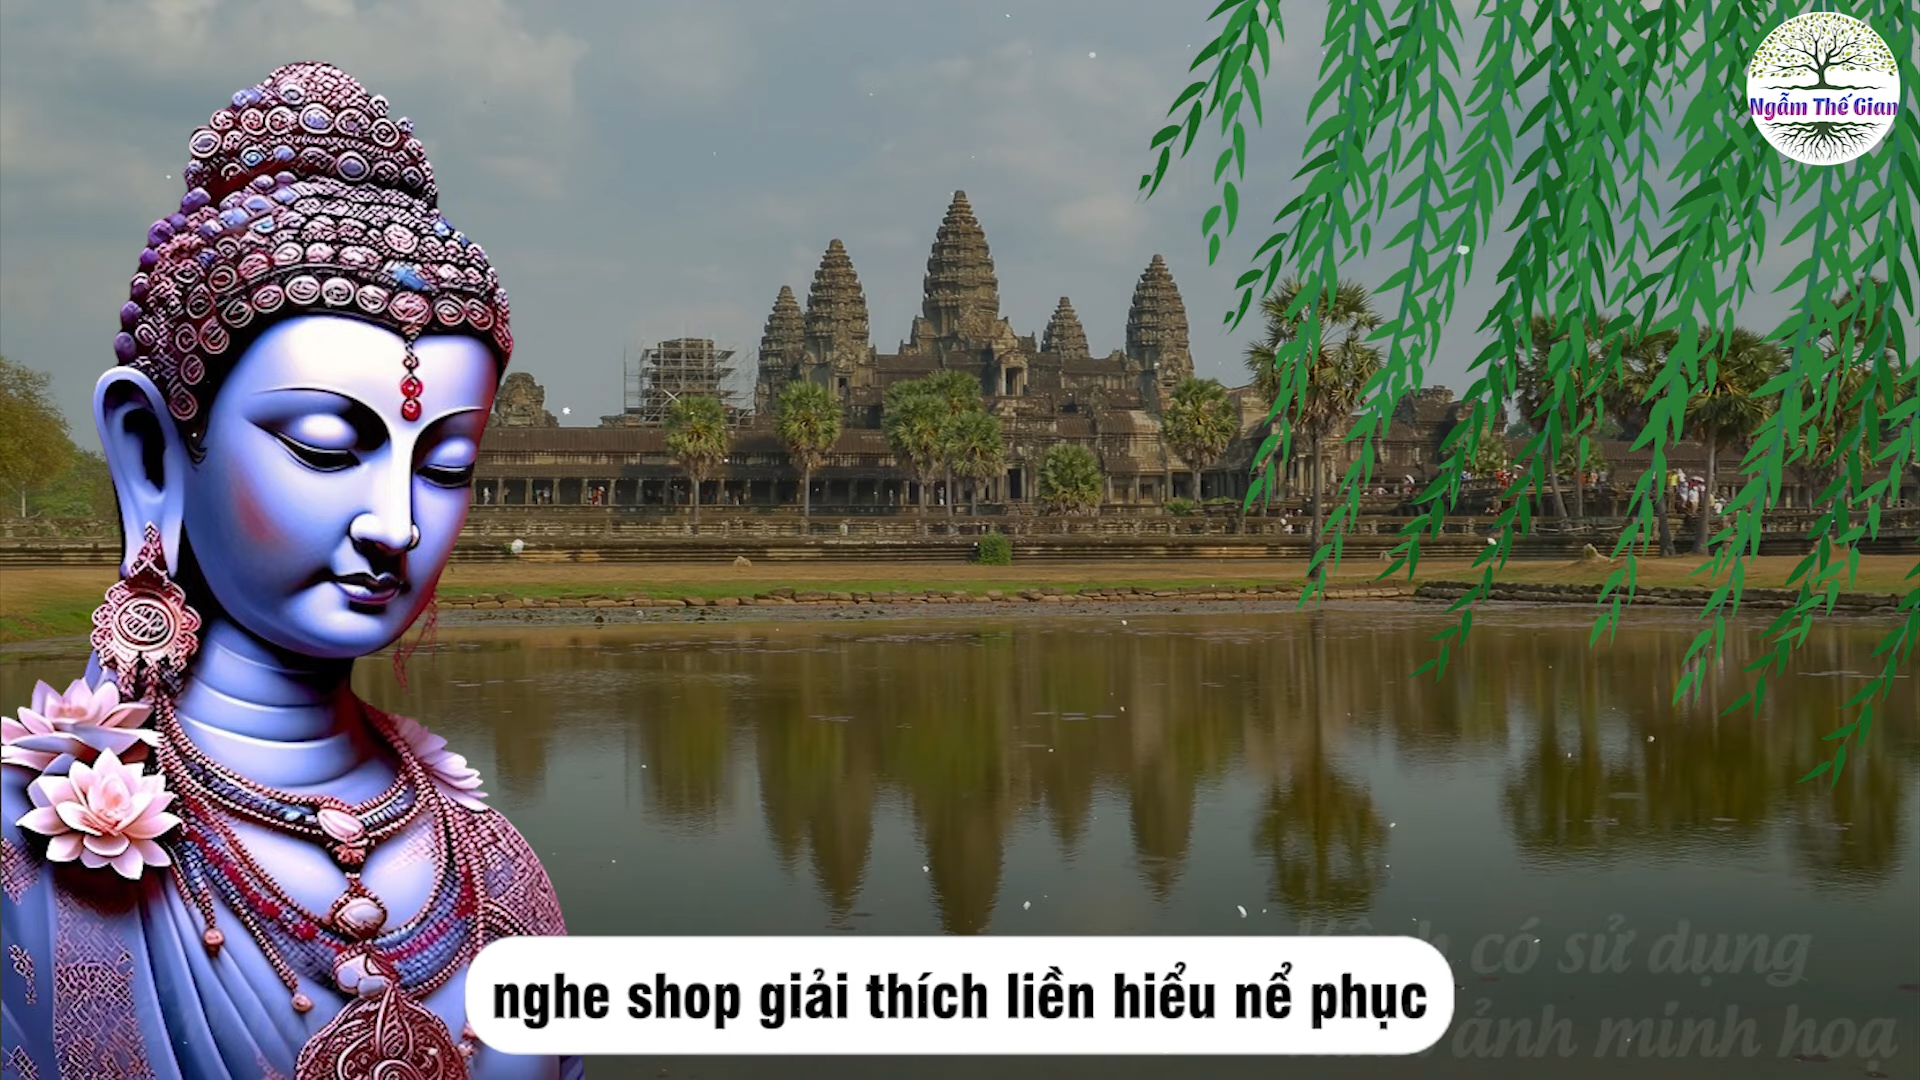 Ngẫm Thế Gian
có sử dụng
nghe shop giải thích liền hiểu nể phục
ảnh minh hoạ